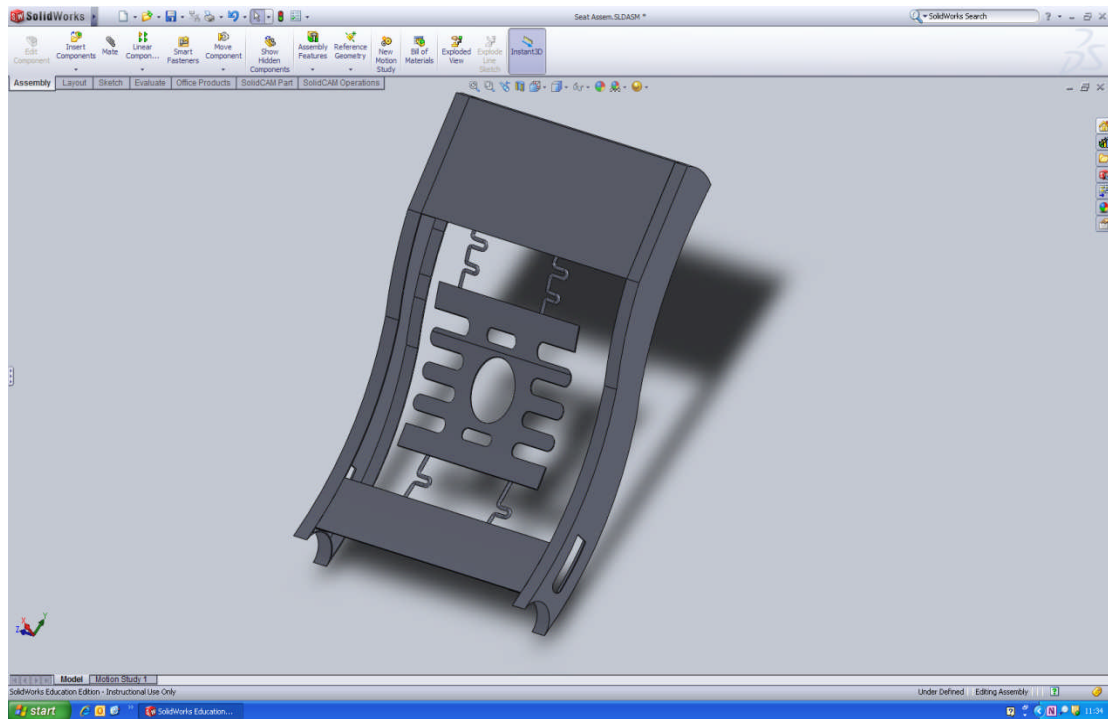 SolidWorks
Seat Assem.SLDASM *
SolidWorks Search
Edit Component
Insert Components
Mate
Linear Compon...
Smart Fasteners
Move Component
Show Hidden Components
Assembly Features
Reference Geometry
New Motion Study
Bill of Materials
Exploded View
Explode Line Sketch
Instant3D
Assembly Layout Sketch Evaluate Office Products SolidCAM Part SolidCAM Operations
Y
X
Z
Model Motion Study 1
SolidWorks Education Edition - Instructional Use Only
Under Defined Editing Assembly
start
SolidWorks Education...
11:34